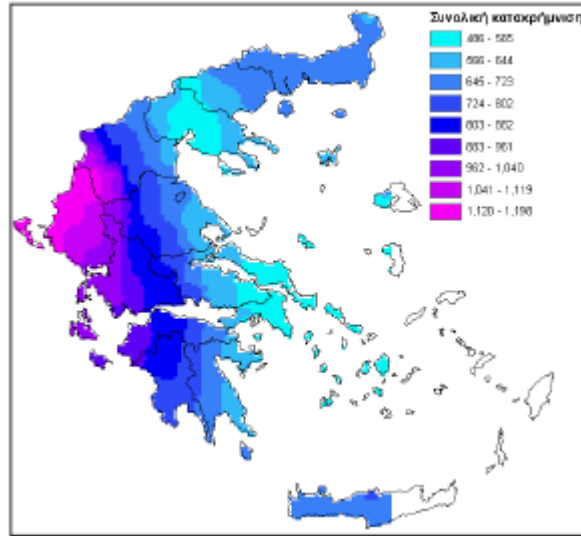 Συνολική κατακρήμνιση
486 - 565
566 - 644
645 - 723
724 - 802
803 - 882
883 - 961
962 - 1,040
1,041 - 1,119
1,120 - 1,198